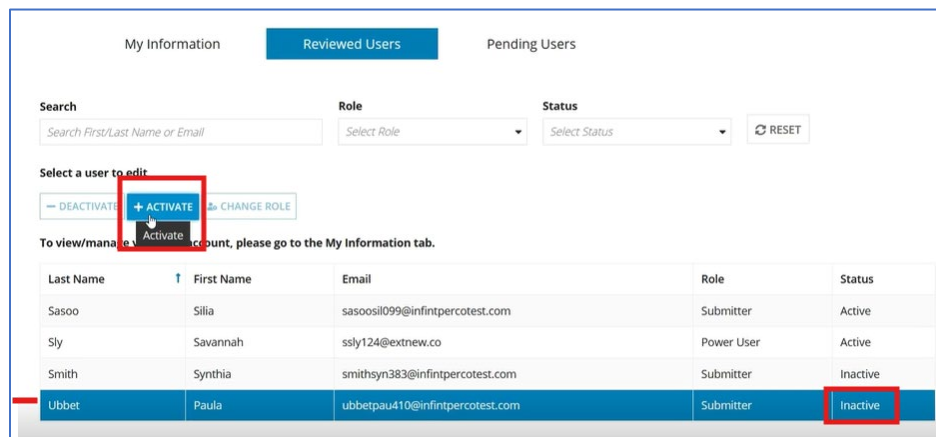 My Information Reviewed Users Pending Users
Search Role Status
Search First/Last Name or Email Select Role Select Status RESET
Select a user to edit
DEACTIVATE + ACTIVATE CHANGE ROLE
Activate
To view/manage account, please go to the My Information tab.
Last Name First Name Email Role Status
Sasoo Silia sasoosil099@infintpercotest.com Submitter Active
Sly Savannah ssly124@extnew.co Power User Active
Smith Synthia smithsyn383@infintpercotest.com Submitter Inactive
Ubbet Paula ubbetpau410@infintpercotest.com Submitter Inactive